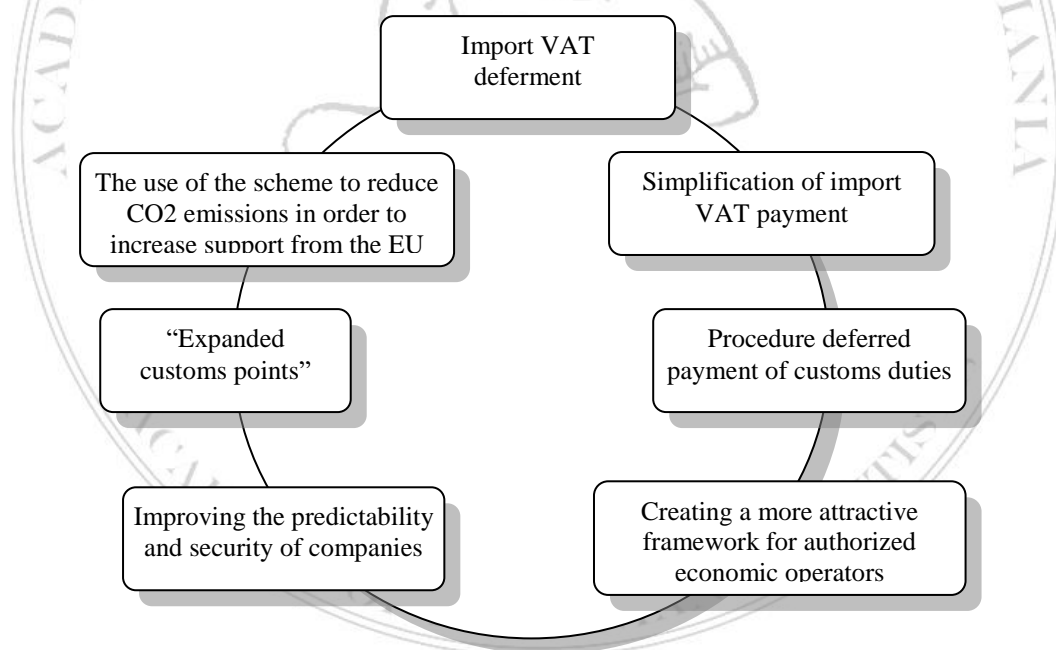 Import VAT
deferment
Simplification of import
VAT payment
Procedure deferred
payment of customs duties
Creating a more attractive
framework for authorized
economic operators
Improving the predictability
and security of companies
“Expanded
customs points”
The use of the scheme to reduce
CO2 emissions in order to
increase support from the EU